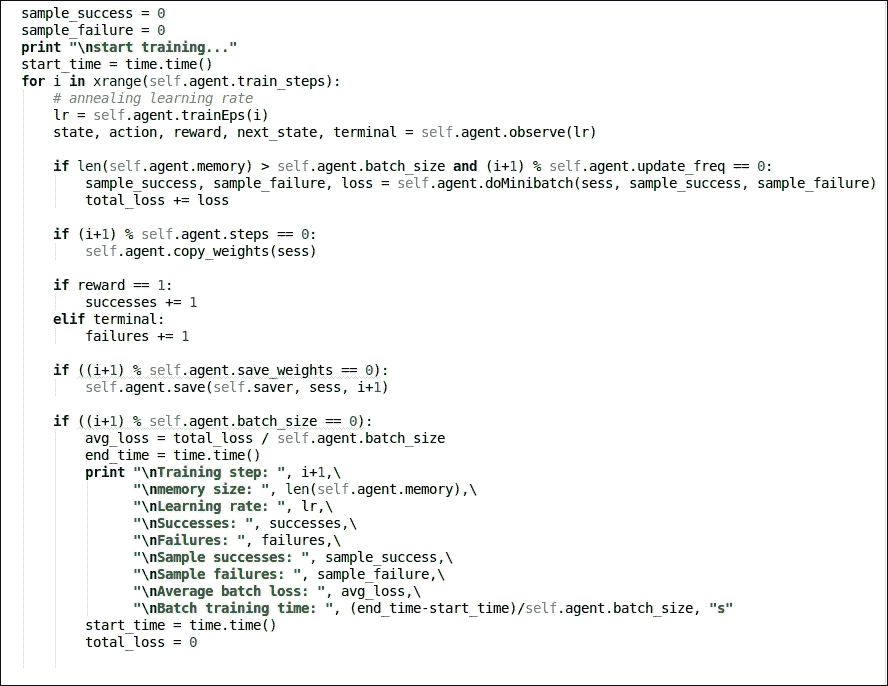 sample_success = 0
sample_failure = 0
print "\nstart training..."
start_time = time.time()
for i in xrange(self.agent.train_steps):
    # annealing learning rate
    lr = self.agent.trainEps(i)
    state, action, reward, next_state, terminal = self.agent.observe(lr)

    if len(self.agent.memory) > self.agent.batch_size and (i+1) % self.agent.update_freq == 0:
        sample_success, sample_failure, loss = self.agent.doMinibatch(sess, sample_success, sample_failure)
        total_loss += loss

    if (i+1) % self.agent.steps == 0:
        self.agent.copy_weights(sess)

    if reward == 1:
        successes += 1
    elif terminal:
        failures += 1

    if ((i+1) % self.agent.save_weights == 0):
        self.agent.save(self.saver, sess, i+1)

    if ((i+1) % self.agent.batch_size == 0):
        avg_loss = total_loss / self.agent.batch_size
        end_time = time.time()
        print "\nTraining step: ", i+1,\
              "\nmemory size: ", len(self.agent.memory),\
              "\nLearning rate: ", lr,\
              "\nSuccesses: ", successes,\
              "\nFailures: ", failures,\
              "\nSample successes: ", sample_success,\
              "\nSample failures: ", sample_failure,\
              "\nAverage batch loss: ", avg_loss,\
              "\nBatch training time: ", (end_time-start_time)/self.agent.batch_size, "s"
        start_time = time.time()
        total_loss = 0